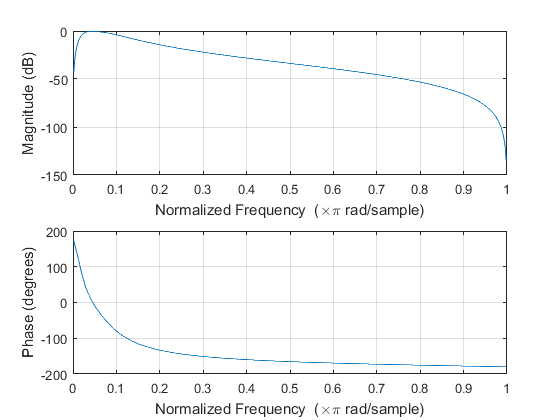 Magnitude (dB)
0
-50
-100
-150
0 0.1 0.2 0.3 0.4 0.5 0.6 0.7 0.8 0.9 1
Normalized Frequency (×π rad/sample)
Phase (degrees)
200
100
0
-100
-200
0 0.1 0.2 0.3 0.4 0.5 0.6 0.7 0.8 0.9 1
Normalized Frequency (×π rad/sample)